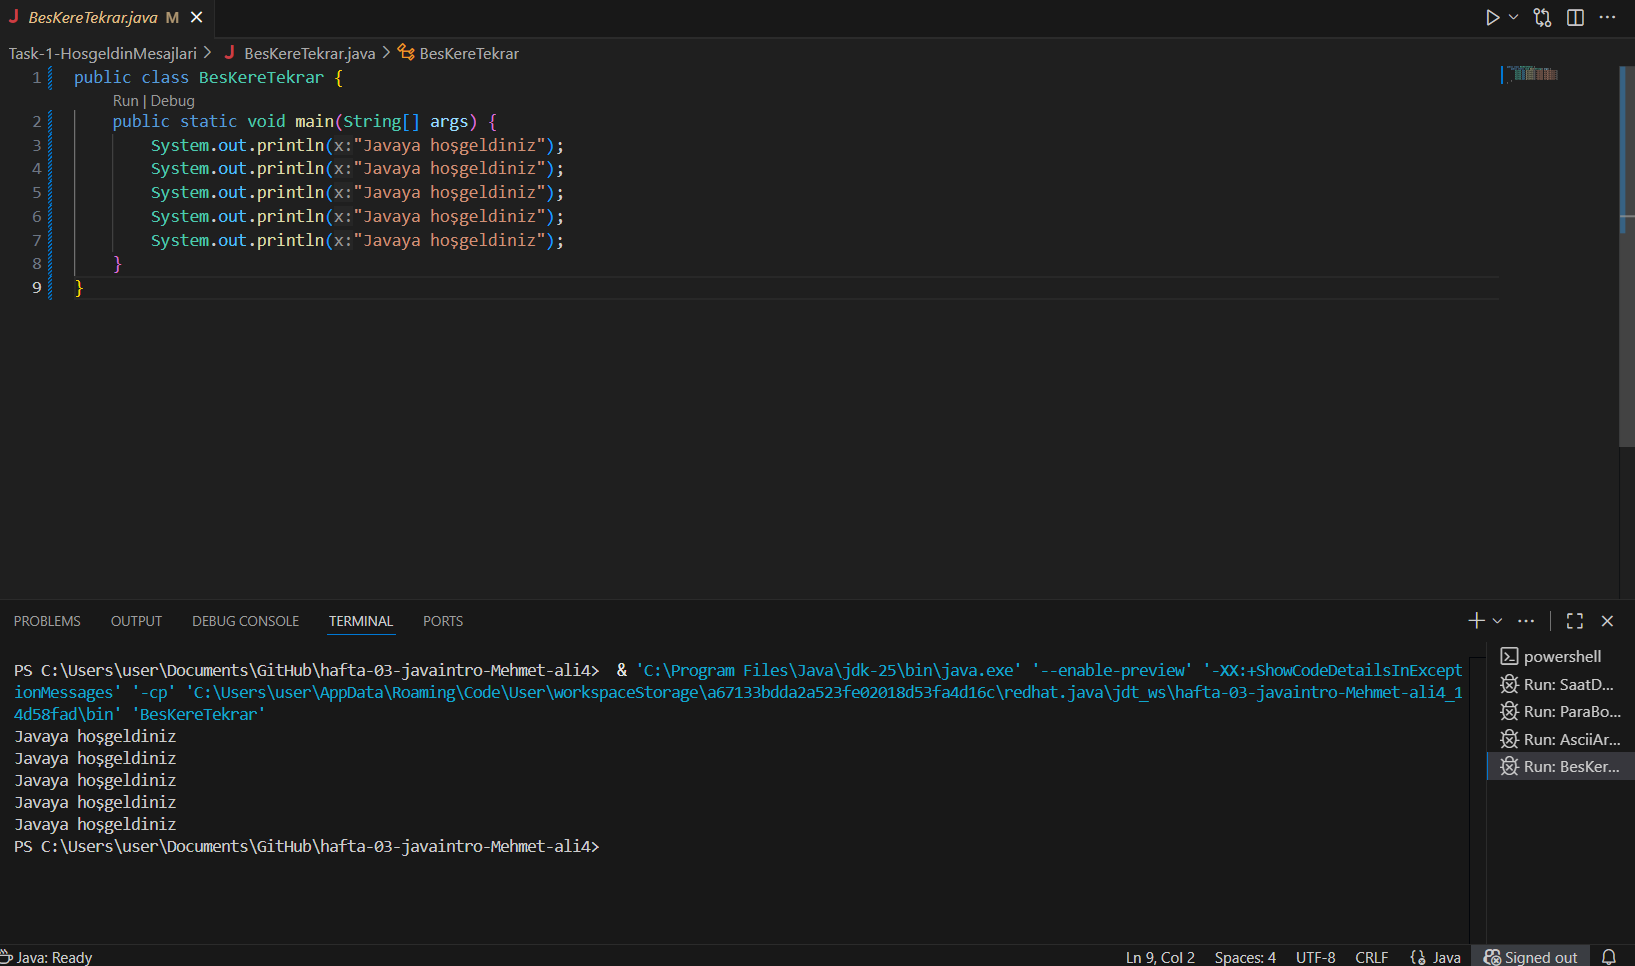 J BesKereTekrar.java M
Task-1-HosgeldinMesajlari > J BesKereTekrar.java > BesKereTekrar
1 public class BesKereTekrar {
Run | Debug
2 public static void main(String[] args) {
3 System.out.println(x:"Javaya hoşgeldiniz");
4 System.out.println(x:"Javaya hoşgeldiniz");
5 System.out.println(x:"Javaya hoşgeldiniz");
6 System.out.println(x:"Javaya hoşgeldiniz");
7 System.out.println(x:"Javaya hoşgeldiniz");
8 }
9 }
PROBLEMS OUTPUT DEBUG CONSOLE TERMINAL PORTS
PS C:\Users\user\Documents\GitHub\hafta-03-javaintro-Mehmet-ali4> & 'C:\Program Files\Java\jdk-25\bin\java.exe' '--enable-preview' '-XX:+ShowCodeDetailsInExcept
ionMessages' '-cp' 'C:\Users\user\AppData\Roaming\Code\User\workspaceStorage\a67133bdda2a523fe02018d53fa4d16c\redhat.java\jdt_ws\hafta-03-javaintro-Mehmet-ali4_1
4d58fad\bin' 'BesKereTekrar'
Javaya hoşgeldiniz
Javaya hoşgeldiniz
Javaya hoşgeldiniz
Javaya hoşgeldiniz
Javaya hoşgeldiniz
PS C:\Users\user\Documents\GitHub\hafta-03-javaintro-Mehmet-ali4>
powershell
Run: SaatD...
Run: ParaBo...
Run: AsciiAr...
Run: BesKer...
Java: Ready
Ln 9, Col 2 Spaces: 4 UTF-8 CRLF Java Signed out